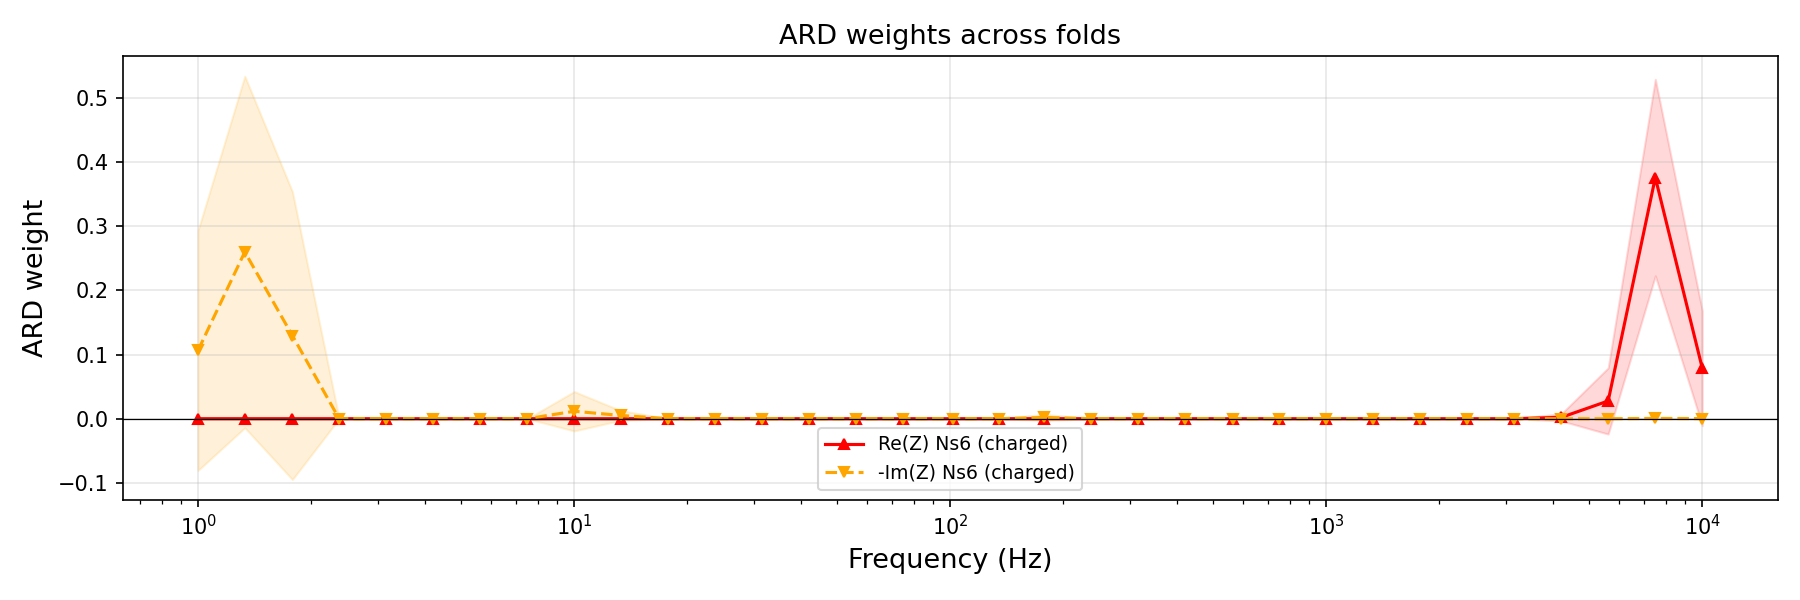 ARD weights across folds
ARD weight
0.5
0.4
0.3
0.2
0.1
0.0
−0.1
Re(Z) Ns6 (charged)
-Im(Z) Ns6 (charged)
10⁰ 10¹ 10² 10³ 10⁴
Frequency (Hz)